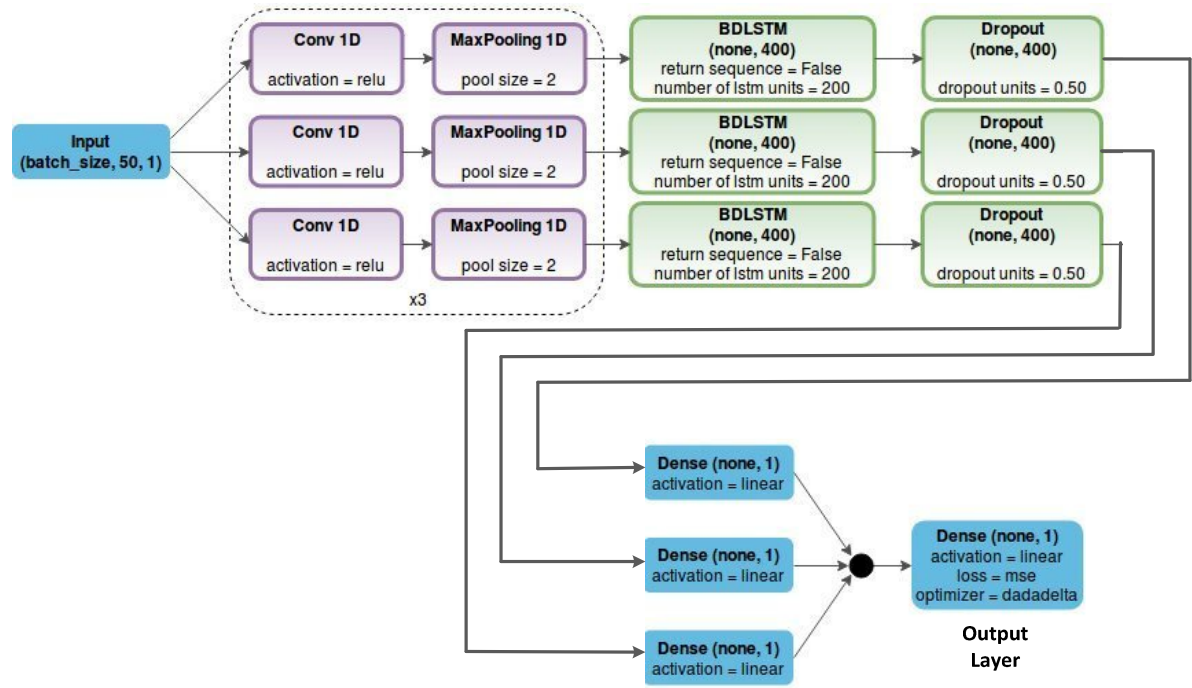 Input
(batch_size, 50, 1)
Conv 1D
activation = relu
MaxPooling 1D
pool size = 2
BDLSTM
(none, 400)
return sequence = False
number of lstm units = 200
Dropout
(none, 400)
dropout units = 0.50
Conv 1D
activation = relu
MaxPooling 1D
pool size = 2
BDLSTM
(none, 400)
return sequence = False
number of lstm units = 200
Dropout
(none, 400)
dropout units = 0.50
Conv 1D
activation = relu
MaxPooling 1D
pool size = 2
BDLSTM
(none, 400)
return sequence = False
number of lstm units = 200
Dropout
(none, 400)
dropout units = 0.50
x3
Dense (none, 1)
activation = linear
Dense (none, 1)
activation = linear
Dense (none, 1)
activation = linear
Dense (none, 1)
activation = linear
loss = mse
optimizer = dadadelta
Output
Layer